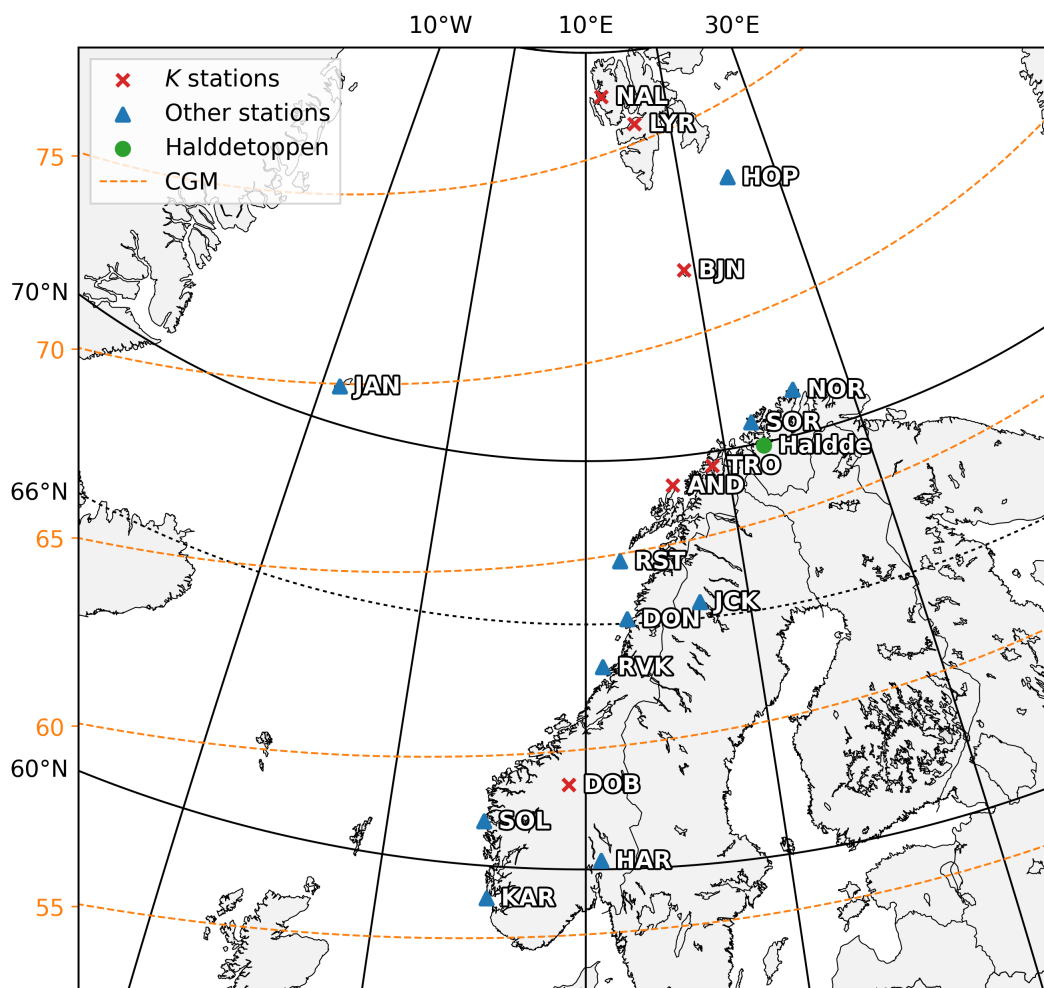 10°W 10°E 30°E
K stations
Other stations
Halddetoppen
CGM
NAL
LYR
75
HOP
BJN
70°N
70
JAN
NOR
SOR
Haldde
TRO
AND
66°N
65
RST
JCK
DON
RVK
60
60°N
DOB
SOL
HAR
KAR
55